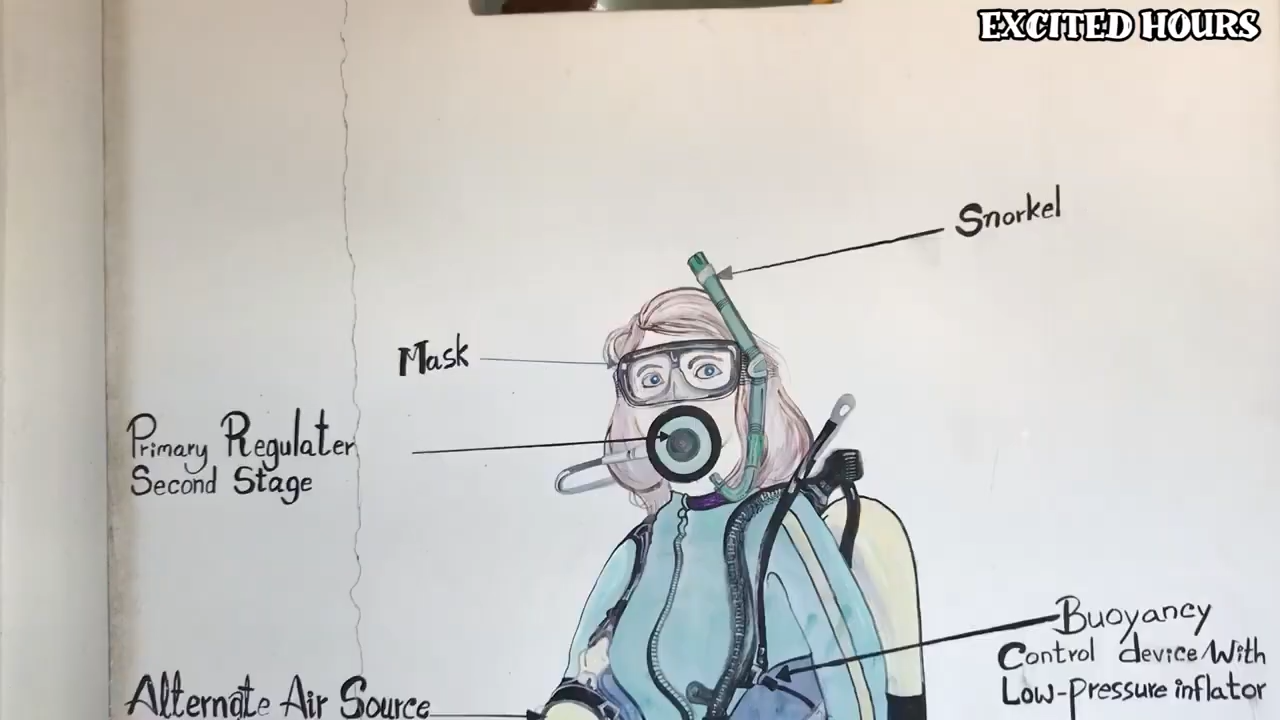 EXCITED HOURS
Snorkel
Mask
Primary Regulater
Second Stage
Buoyancy
Control device With
Low-pressure inflator
Alternate Air Source